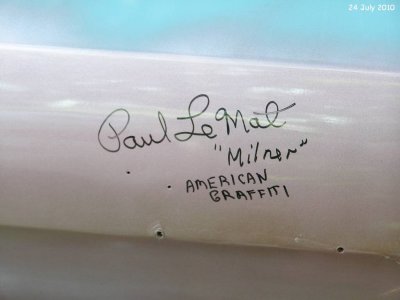 24 July 2010
Paul Le Mat
"Milner"
AMERICAN
GRAFFITI